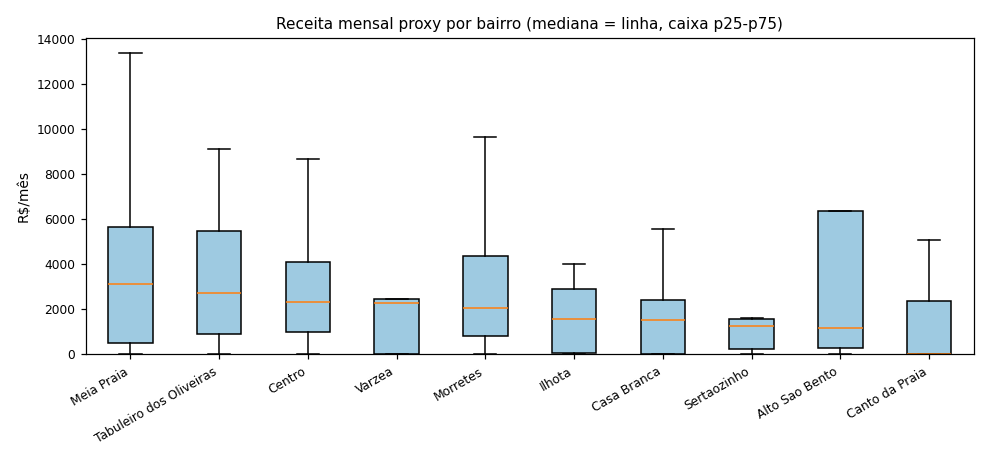 Receita mensal proxy por bairro (mediana = linha, caixa p25-p75)
R$/mês
14000
12000
10000
8000
6000
4000
2000
0
Meia Praia
Tabuleiro dos Oliveiras
Centro
Varzea
Morretes
Ilhota
Casa Branca
Sertaozinho
Alto Sao Bento
Canto da Praia